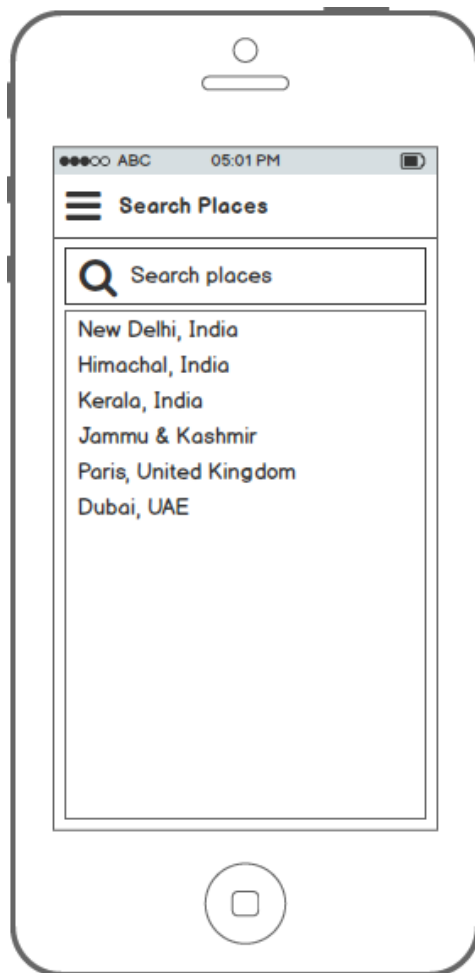 ABC 05:01 PM
Search Places
Search places
New Delhi, India
Himachal, India
Kerala, India
Jammu & Kashmir
Paris, United Kingdom
Dubai, UAE